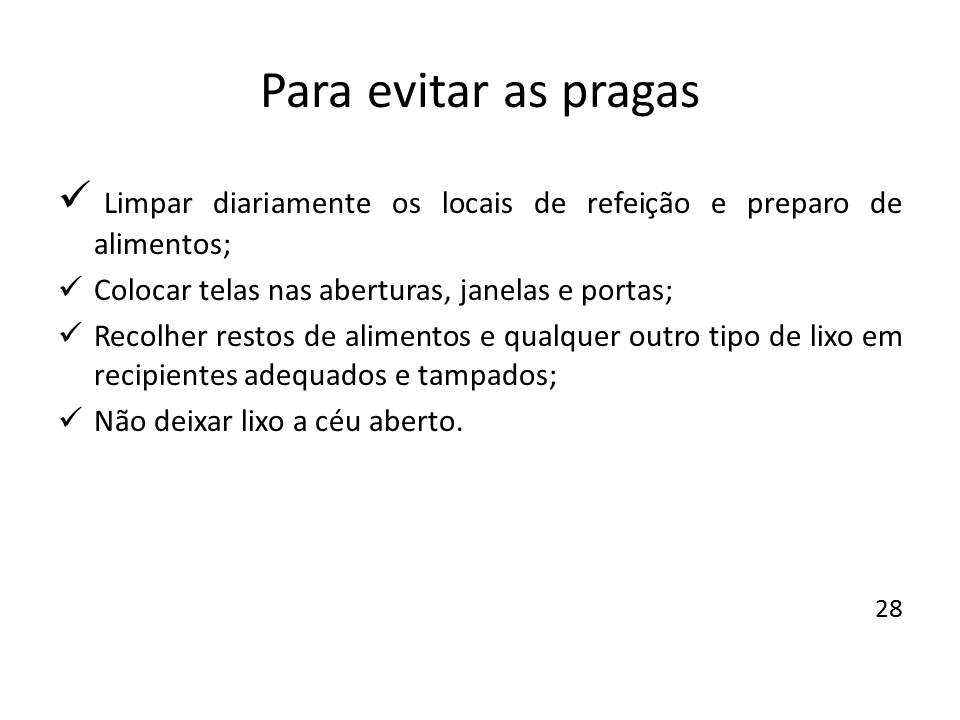 Para evitar as pragas
✓ Limpar diariamente os locais de refeição e preparo de
alimentos;
✓ Colocar telas nas aberturas, janelas e portas;
✓ Recolher restos de alimentos e qualquer outro tipo de lixo em
recipientes adequados e tampados;
✓ Não deixar lixo a céu aberto.
28